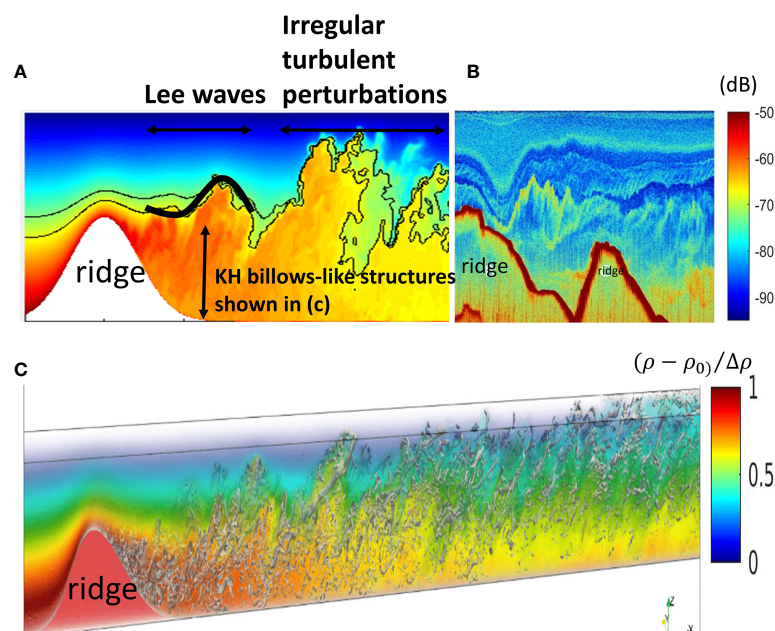 Irregular
turbulent
perturbations
A
B
Lee waves
(dB)
-50
-60
-70
-80
-90
ridge
KH billows-like structures
shown in (c)
ridge
ridge
C
(ρ − ρ₀)/Δρ
1
0.5
0
ridge
Z
Y
X